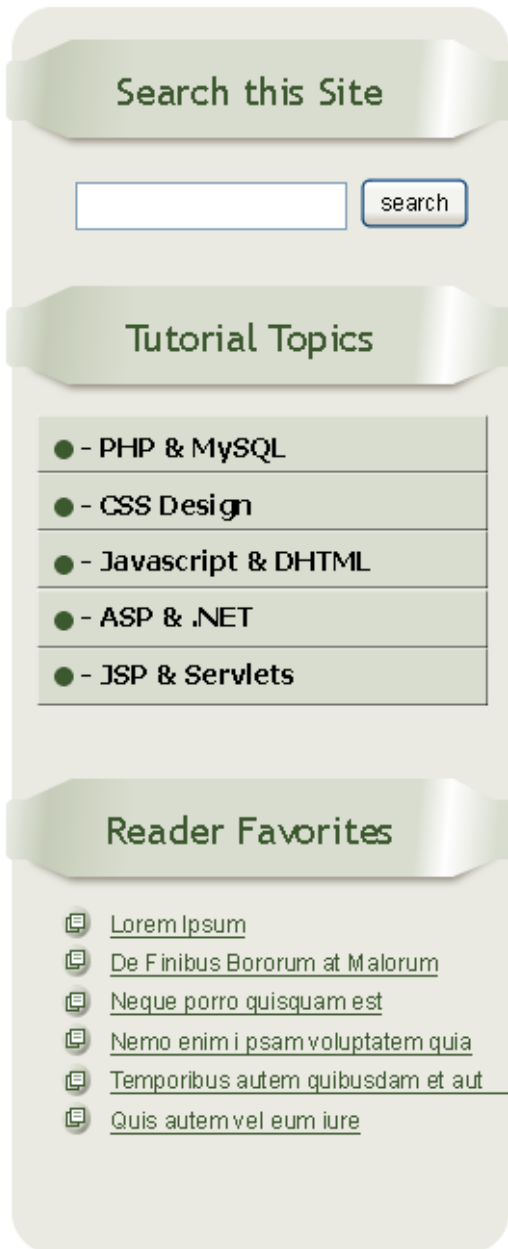 Search this Site
search
Tutorial Topics
- PHP & MySQL
- CSS Design
- Javascript & DHTML
- ASP & .NET
- JSP & Servlets
Reader Favorites
Lorem Ipsum
De Finibus Bororum at Malorum
Neque porro quisquam est
Nemo enim i psam voluptatem quia
Temporibus autem quibusdam et aut
Quis autem vel eum iure